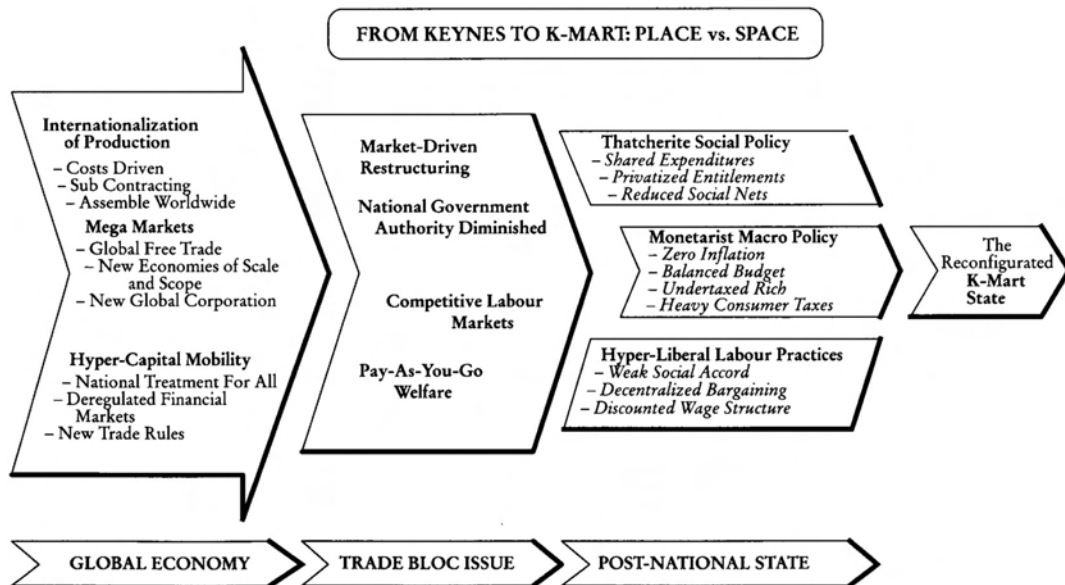 FROM KEYNES TO K-MART: PLACE vs. SPACE
Internationalization
of Production
– Costs Driven
– Sub Contracting
– Assemble Worldwide
Mega Markets
– Global Free Trade
– New Economies of Scale
and Scope
– New Global Corporation
Hyper-Capital Mobility
– National Treatment For All
– Deregulated Financial
Markets
– New Trade Rules
Market-Driven
Restructuring
National Government
Authority Diminished
Competitive Labour
Markets
Pay-As-You-Go
Welfare
Thatcherite Social Policy
– Shared Expenditures
– Privatized Entitlements
– Reduced Social Nets
Monetarist Macro Policy
– Zero Inflation
– Balanced Budget
– Undertaxed Rich
– Heavy Consumer Taxes
Hyper-Liberal Labour Practices
– Weak Social Accord
– Decentralized Bargaining
– Discounted Wage Structure
The
Reconfigurated
K-Mart
State
GLOBAL ECONOMY
TRADE BLOC ISSUE
POST-NATIONAL STATE